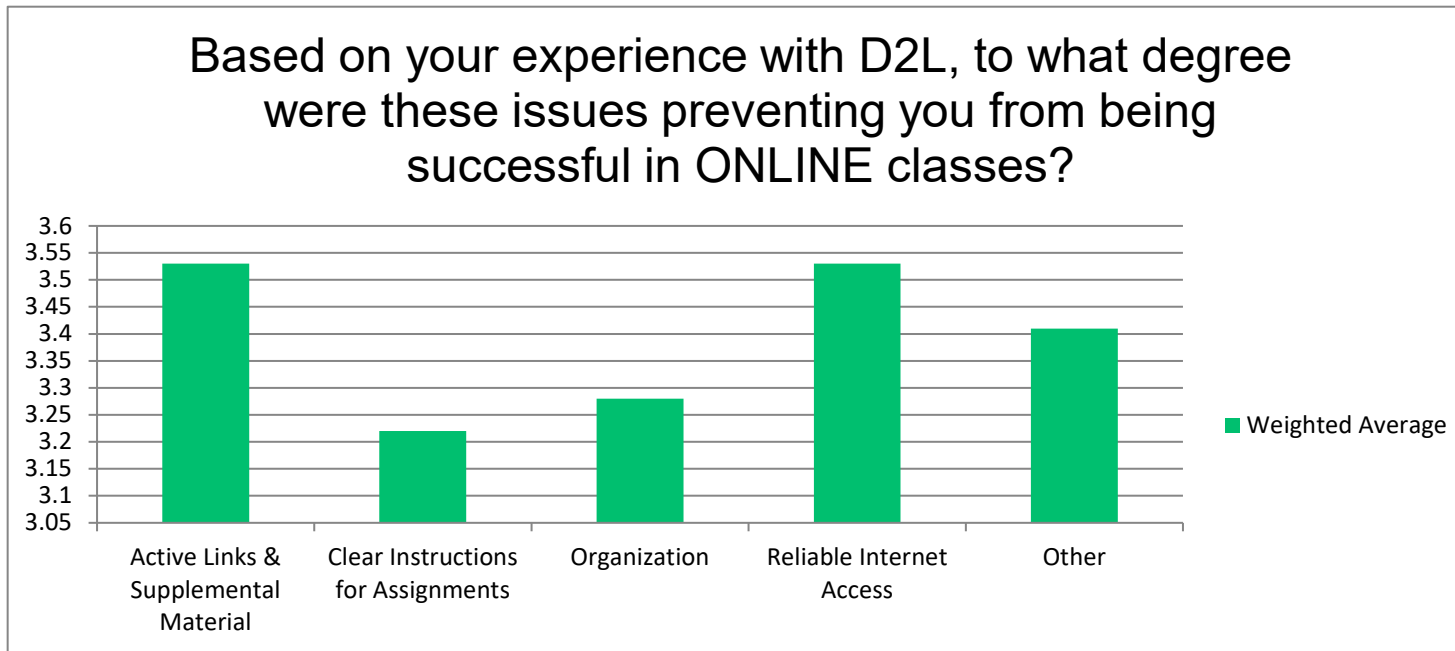 Based on your experience with D2L, to what degree
were these issues preventing you from being
successful in ONLINE classes?
3.6
3.55
3.5
3.45
3.4
3.35
3.3
3.25
3.2
3.15
3.1
3.05
Active Links &
Supplemental
Material
Clear Instructions
for Assignments
Organization
Reliable Internet
Access
Other
Weighted Average